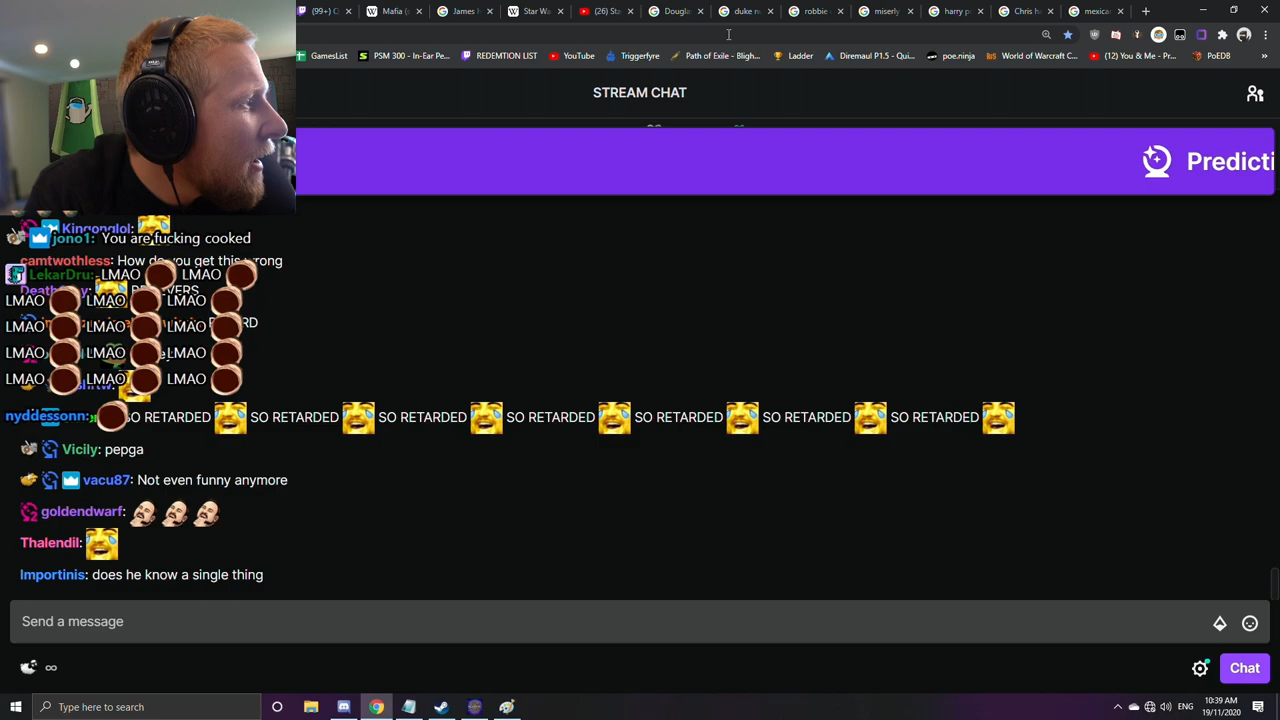 (99+) C
Mafia (
James
Star Wa
(26) Sta
Dougla
duke n
robbie
miserly
harry p
Chris h
mexica
GamesList
PSM 300 - In-Ear Pe...
REDEMTION LIST
YouTube
Triggerfyre
Path of Exile - Bligh...
Ladder
Diremaul P1.5 - Qui...
poe.ninja
World of Warcraft C...
(12) You & Me - Pr...
PoEDB
STREAM CHAT
Predicti
Kingonglol:
jono1: You are fucking cooked
camtwothless: How do you get this wrong
LekarDru: LMAO LMAO
LMAO LMAO LMAO
LMAO LMAO LMAO
LMAO LMAO LMAO
LMAO LMAO LMAO
nyddessonn: SO RETARDED SO RETARDED SO RETARDED SO RETARDED SO RETARDED SO RETARDED SO RETARDED
Vicily: pepga
vacu87: Not even funny anymore
goldendwarf:
Thalendil:
Importinis: does he know a single thing
Send a message
∞
Chat
Type here to search
ENG
10:39 AM
19/11/2020